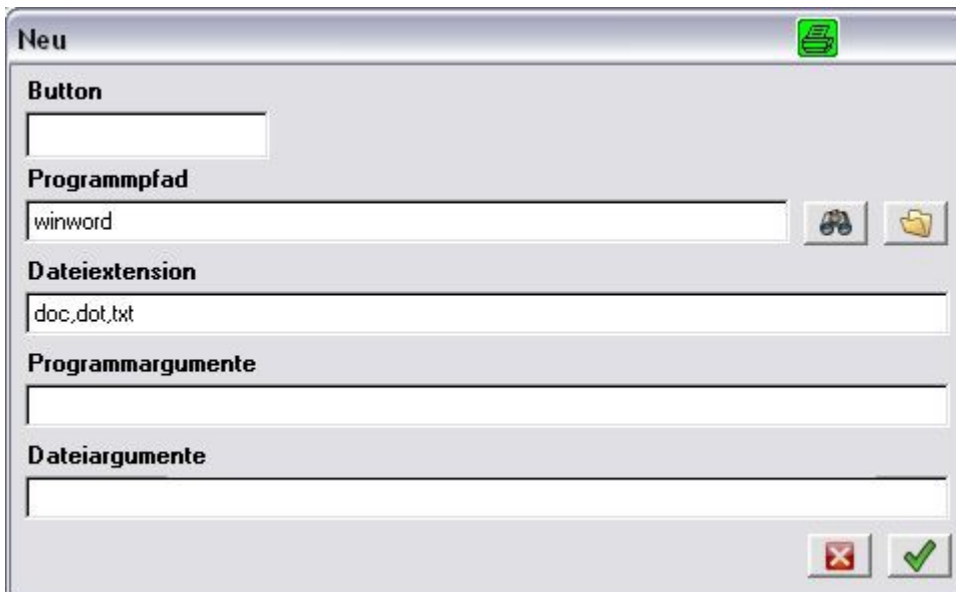 Neu
Button
Programmpfad
winword
Dateiextension
doc,dot,txt
Programmargumente
Dateiargumente